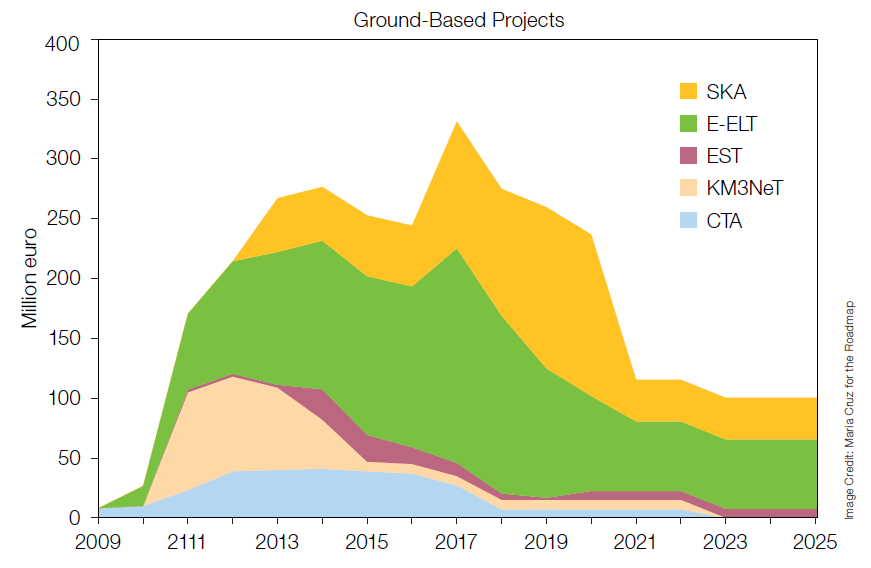 Ground-Based Projects
400
350
300
250
200
150
100
50
0
Million euro
SKA
E-ELT
EST
KM3NeT
CTA
2009 2111 2013 2015 2017 2019 2021 2023 2025
Image Credit: Maria Cruz for the Roadmap